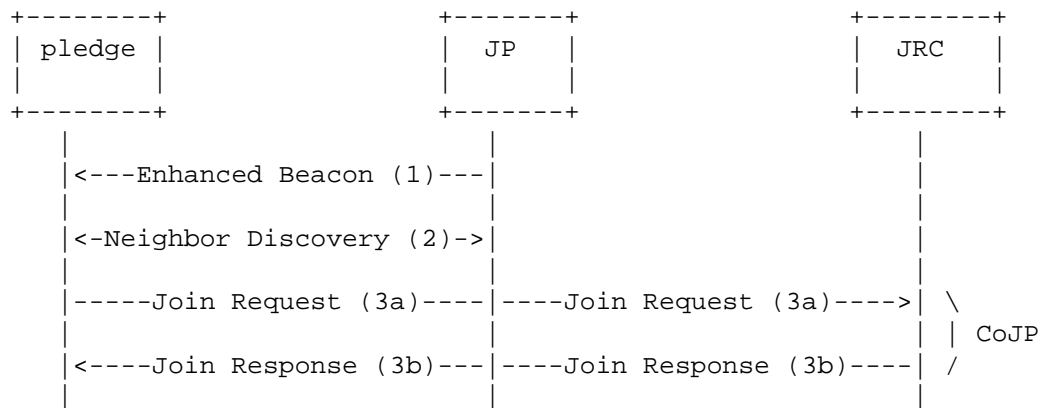 pledge JP JRC
<---Enhanced Beacon (1)---
<-Neighbor Discovery (2)->
-----Join Request (3a)---- ----Join Request (3a)---->
CoJP
<----Join Response (3b)--- ----Join Response (3b)----